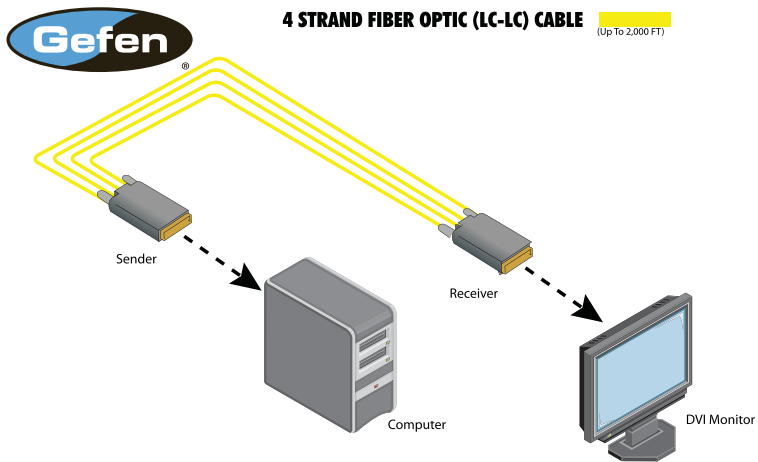 Gefen
®
4 STRAND FIBER OPTIC (LC-LC) CABLE
(Up To 2,000 FT)
Sender
Receiver
Computer
DVI Monitor